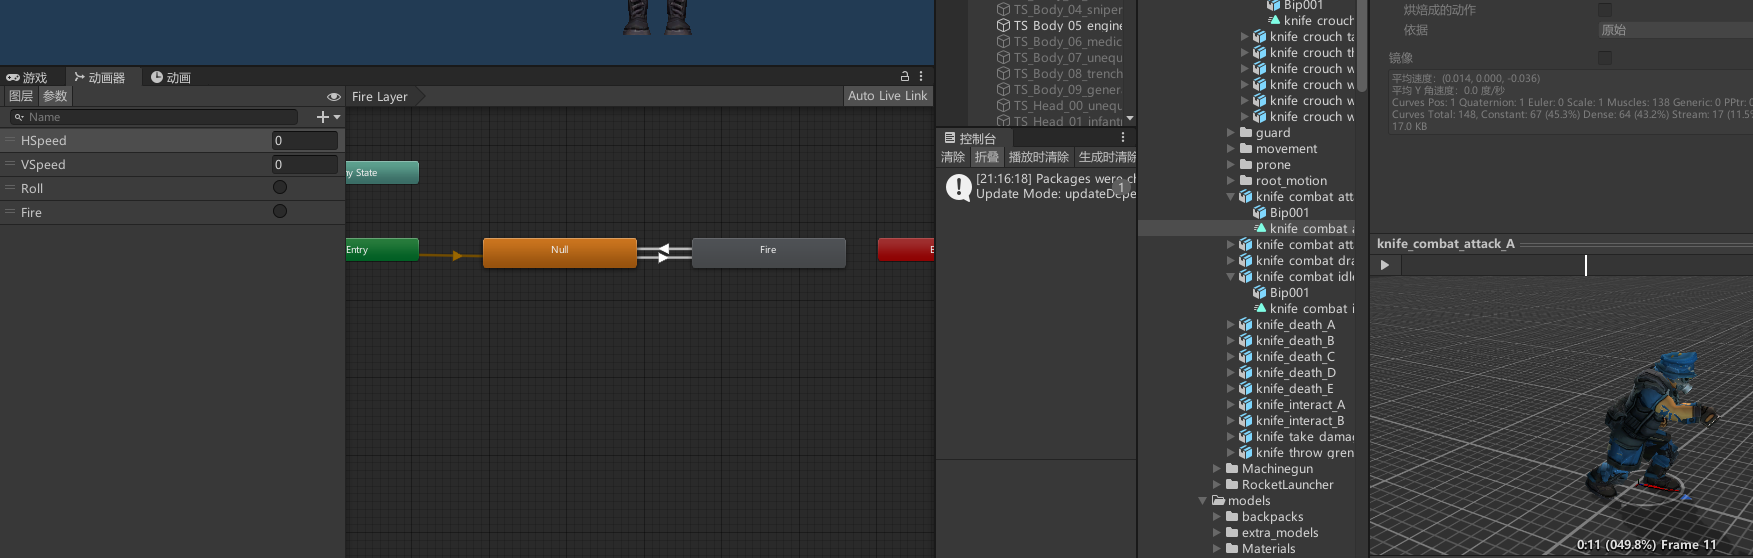 游戏
动画器
动画
图层
参数
Fire Layer
Auto Live Link
Name
HSpeed
0
VSpeed
0
Roll
Fire
y State
Entry
Null
Fire
E
TS_Body_04_sniper
TS_Body_05_engine
TS_Body_06_medic
TS_Body_07_unequ
TS_Body_08_trench
TS_Body_09_genera
TS_Head_00_unequ
TS_Head_01_infant
控制台
清除
折叠
播放时清除
生成时清除
[21:16:18] Packages were ch
Update Mode: updateDepe
1
Bip001
knife crouch
knife crouch ta
knife crouch th
knife crouch w
knife crouch w
knife crouch w
knife crouch w
guard
movement
prone
root_motion
knife combat att
Bip001
knife combat a
knife combat att
knife combat dra
knife combat idle
Bip001
knife combat i
knife_death_A
knife_death_B
knife_death_C
knife_death_D
knife_death_E
knife_interact_A
knife_interact_B
knife take damag
knife throw gren
Machinegun
RocketLauncher
models
backpacks
extra_models
Materials
烘焙成的动作
依据
原始
镜像
平均速度：(0.014, 0.000, -0.036)
平均 Y 角速度：0.0 度/秒
Curves Pos: 1 Quaternion: 1 Euler: 0 Scale: 1 Muscles: 138 Generic: 0 PPtr: 0
Curves Total: 148, Constant: 67 (45.3%) Dense: 64 (43.2%) Stream: 17 (11.5%
17.0 KB
knife_combat_attack_A
0:11 (049.8%) Frame 11